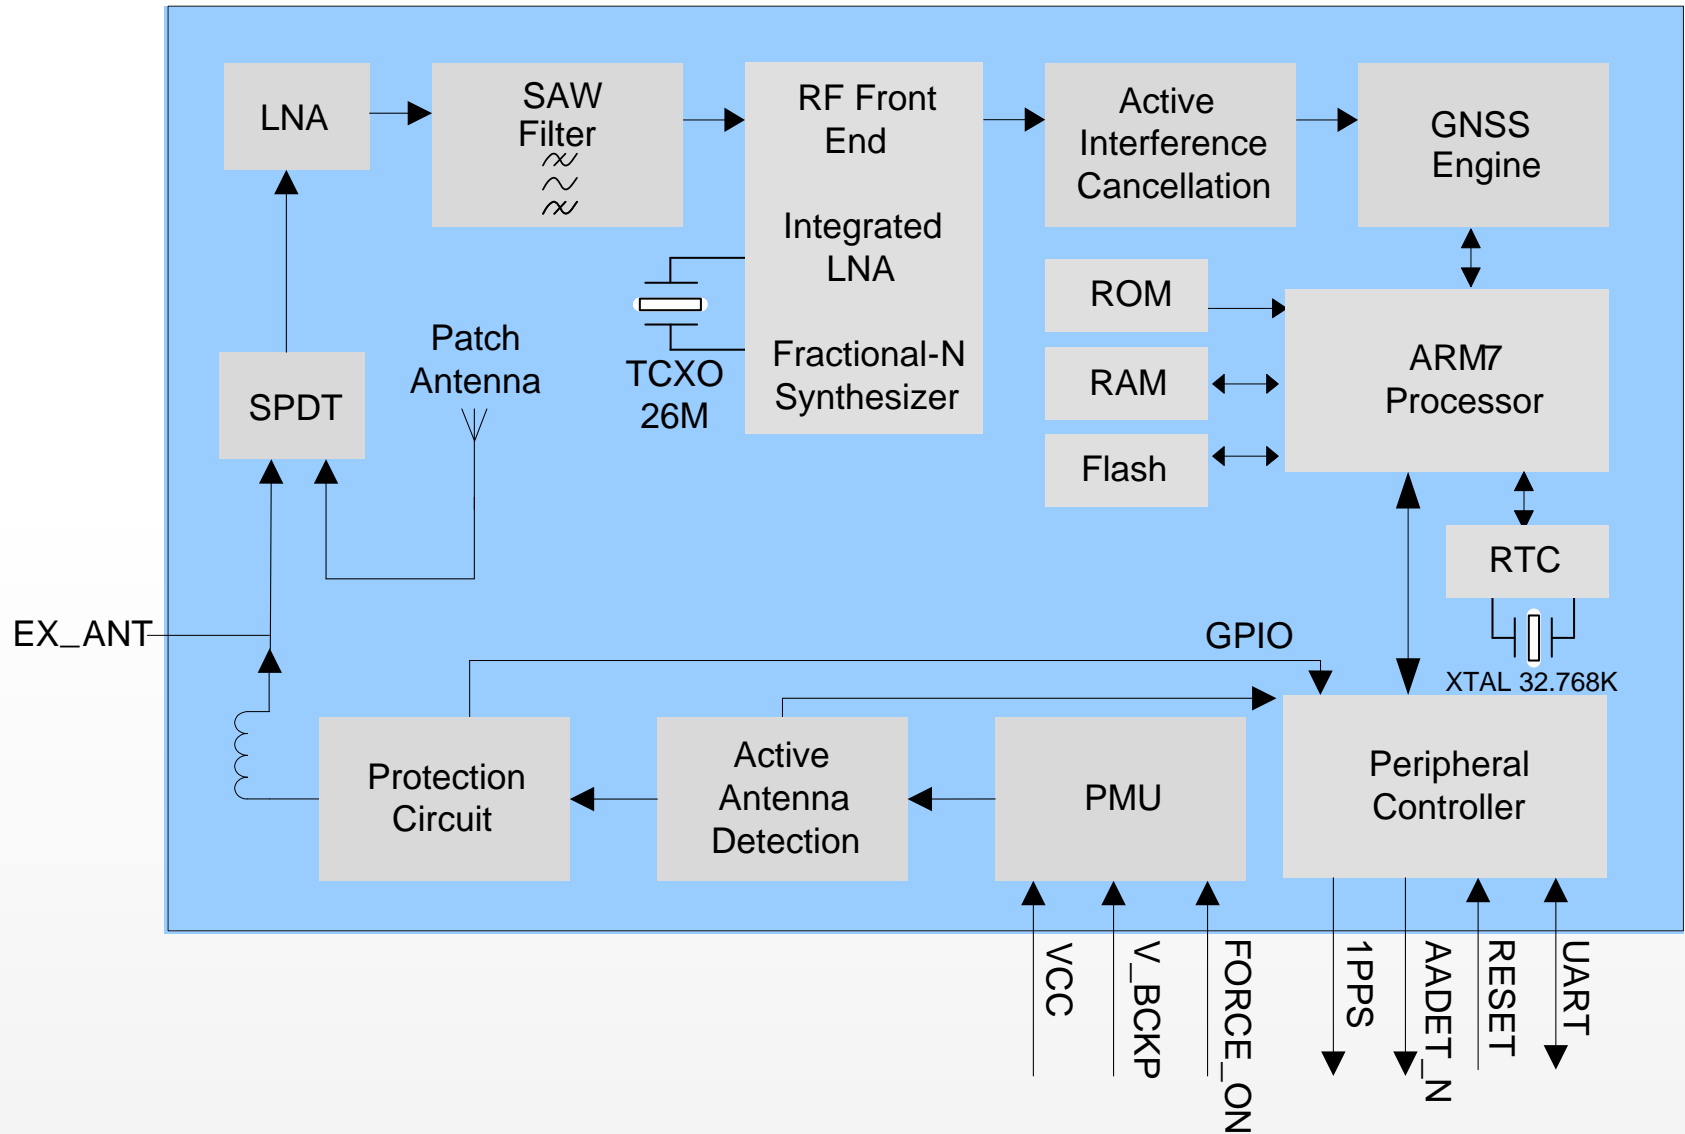 LNA
SAW
Filter
RF Front
End
Integrated
LNA
Fractional-N
Synthesizer
Active
Interference
Cancellation
GNSS
Engine
TCXO
26M
ROM
RAM
Flash
ARM7
Processor
Patch
Antenna
SPDT
RTC
XTAL 32.768K
EX_ANT
GPIO
Protection
Circuit
Active
Antenna
Detection
PMU
Peripheral
Controller
VCC
V_BCKP
FORCE_ON
1PPS
AADET_N
RESET
UART